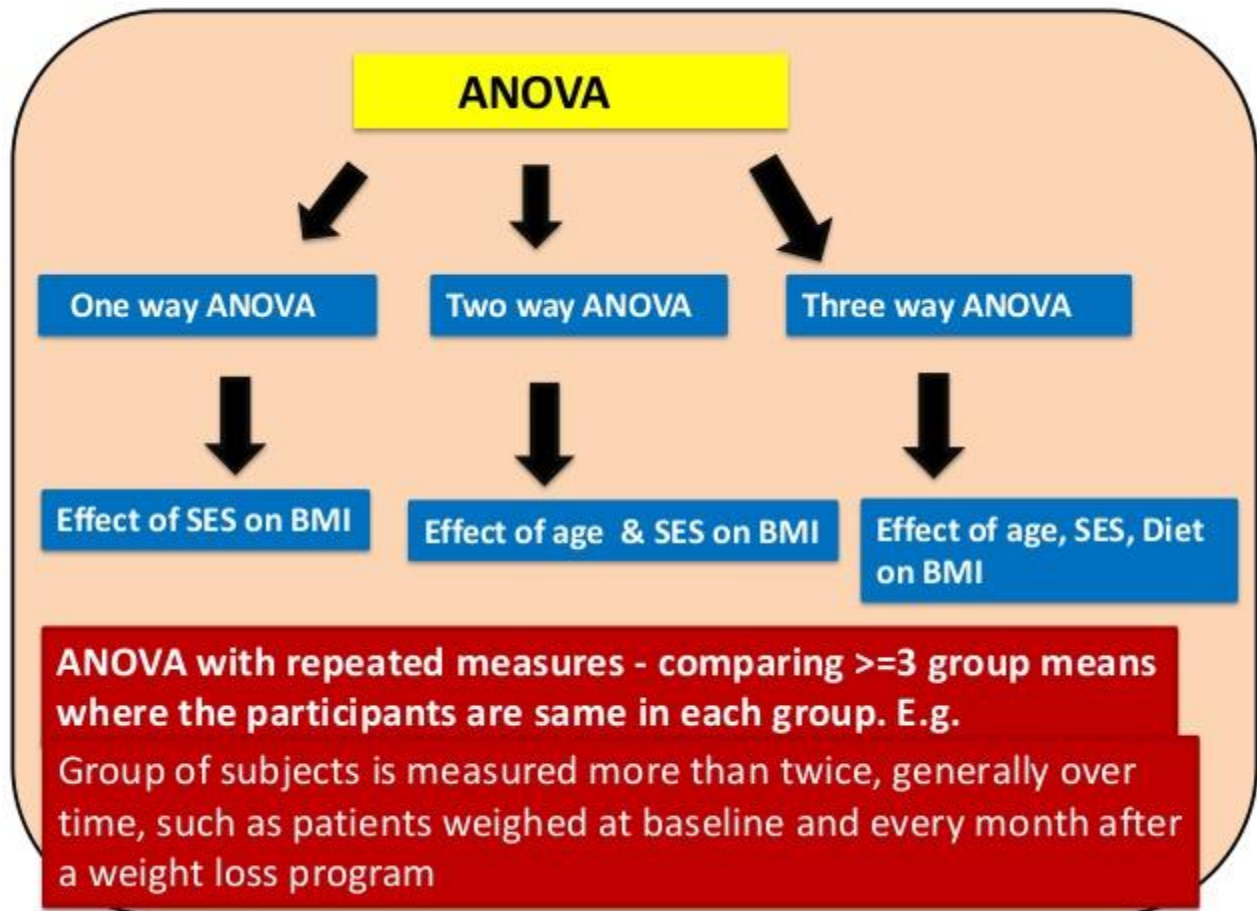 ANOVA
One way ANOVA
Two way ANOVA
Three way ANOVA
Effect of SES on BMI
Effect of age & SES on BMI
Effect of age, SES, Diet
on BMI
ANOVA with repeated measures - comparing >=3 group means
where the participants are same in each group. E.g.
Group of subjects is measured more than twice, generally over
time, such as patients weighed at baseline and every month after
a weight loss program